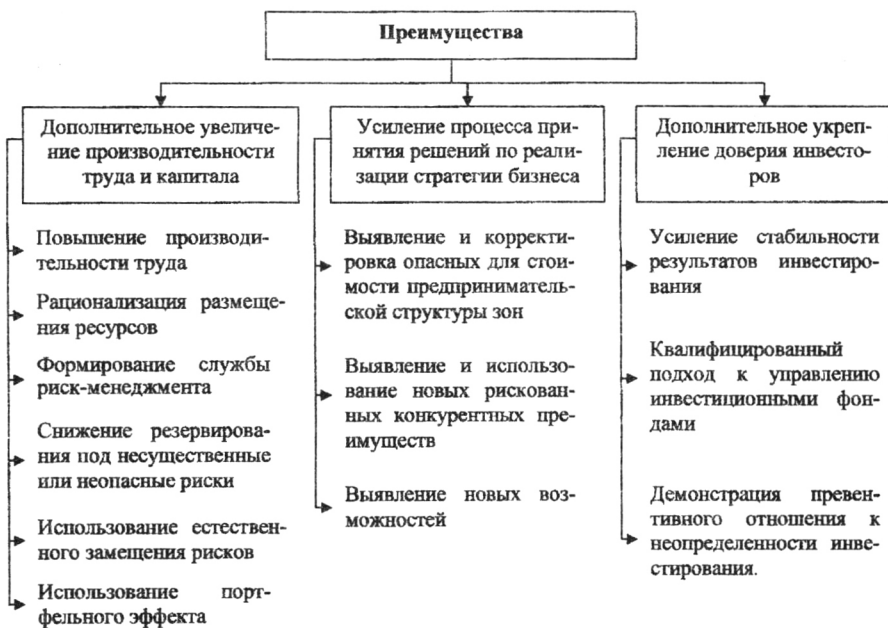 Преимущества
Дополнительное увеличе-
ние производительности
труда и капитала
Повышение производи-
тельности труда
Рационализация размеще-
ния ресурсов
Формирование службы
риск-менеджмента
Снижение резервирова-
ния под несущественные
или неопасные риски
Использование естествен-
ного замещения рисков
Использование порт-
фельного эффекта
Усиление процесса при-
нятия решений по реали-
зации стратегии бизнеса
Выявление и корректи-
ровка опасных для стои-
мости предприниматель-
ской структуры зон
Выявление и использо-
вание новых рискован-
ных конкурентных пре-
имуществ
Выявление новых воз-
можностей
Дополнительное укреп-
ление доверия инвесто-
ров
Усиление стабильности
результатов инвестиро-
вания
Квалифицированный
подход к управлению
инвестиционными фон-
дами
Демонстрация превен-
тивного отношения к
неопределенности инве-
стирования.